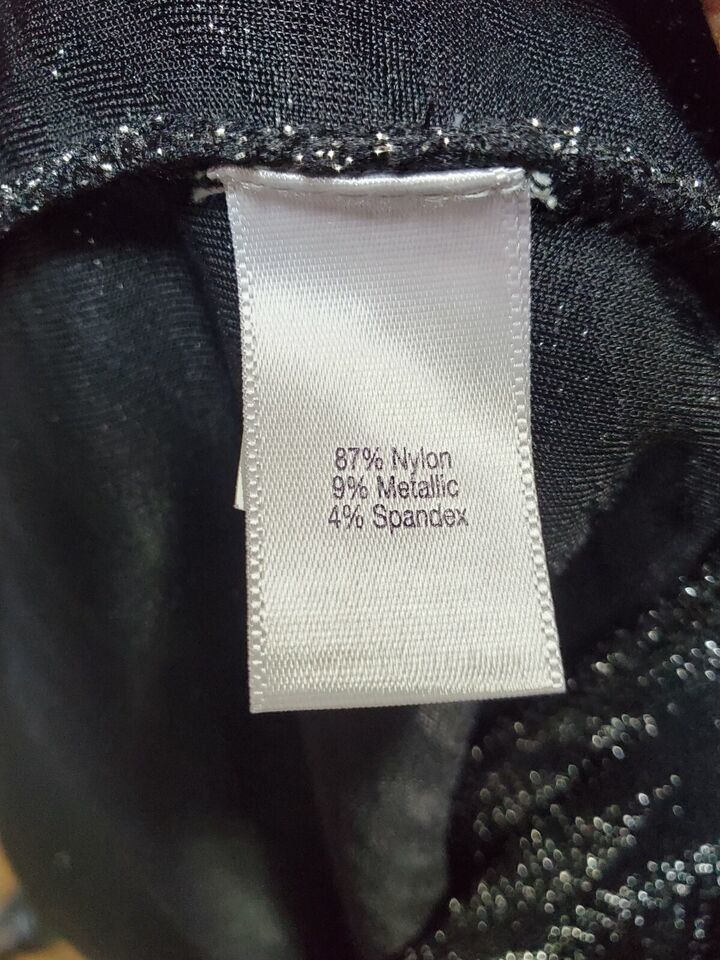 87% Nylon
9% Metallic
4% Spandex